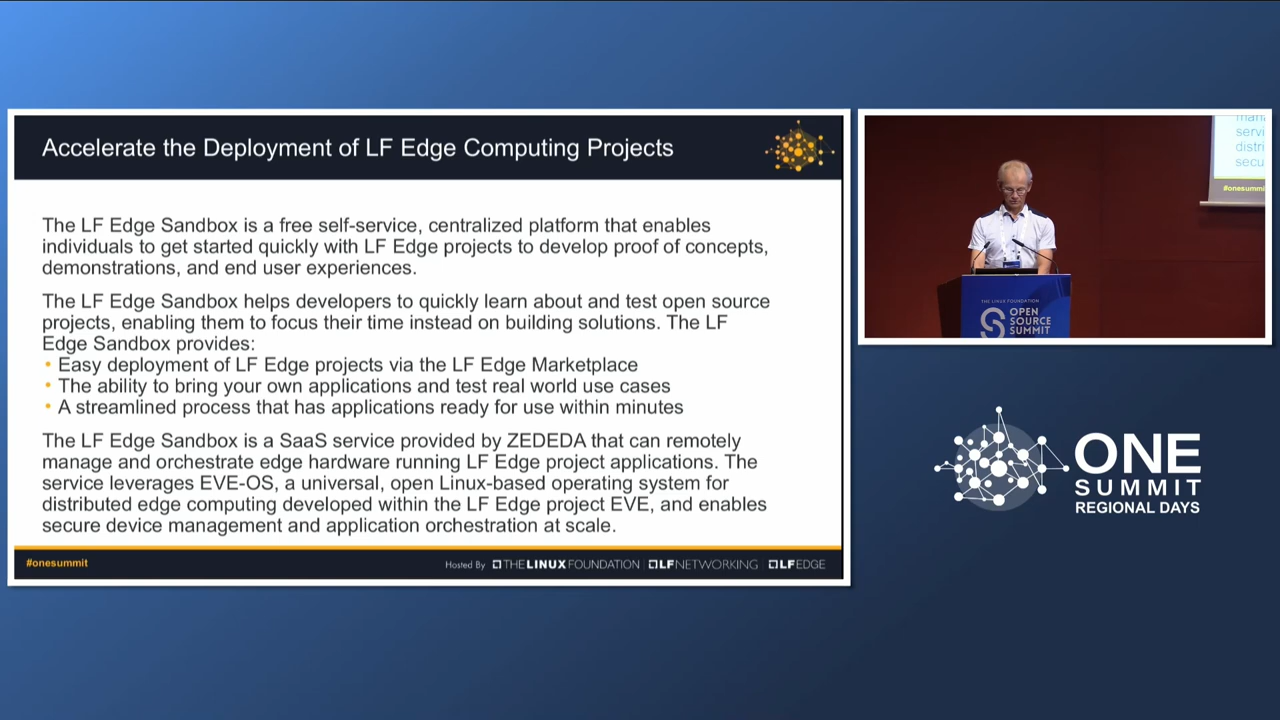 Accelerate the Deployment of LF Edge Computing Projects
The LF Edge Sandbox is a free self-service, centralized platform that enables
individuals to get started quickly with LF Edge projects to develop proof of concepts,
demonstrations, and end user experiences.
The LF Edge Sandbox helps developers to quickly learn about and test open source
projects, enabling them to focus their time instead on building solutions. The LF
Edge Sandbox provides:
• Easy deployment of LF Edge projects via the LF Edge Marketplace
• The ability to bring your own applications and test real world use cases
• A streamlined process that has applications ready for use within minutes
The LF Edge Sandbox is a SaaS service provided by ZEDEDA that can remotely
manage and orchestrate edge hardware running LF Edge project applications. The
service leverages EVE-OS, a universal, open Linux-based operating system for
distributed edge computing developed within the LF Edge project EVE, and enables
secure device management and application orchestration at scale.
#onesummit
Hosted By THE LINUX FOUNDATION | LF NETWORKING | LF EDGE
servi
distri
secu
#onesummi
THE LINUX FOUNDATION
OPEN
SOURCE
SUMMIT
ONE
SUMMIT
REGIONAL DAYS